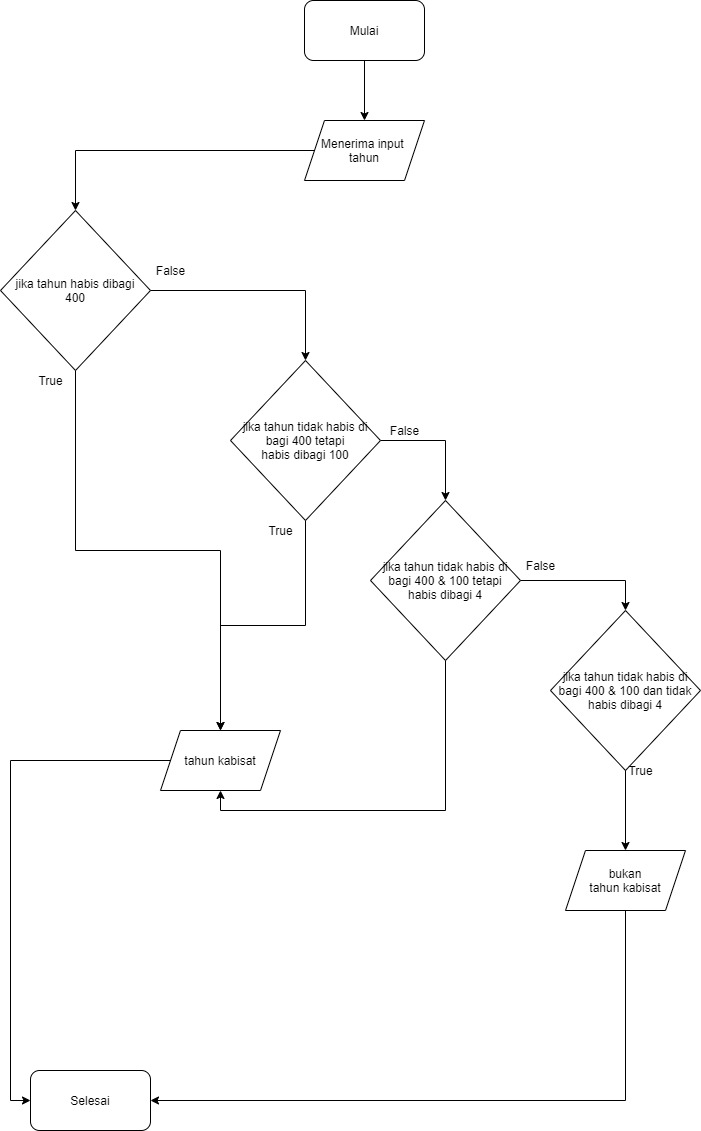 Mulai
Menerima input
tahun
jika tahun habis dibagi
400
False
True
jika tahun tidak habis di
bagi 400 tetapi
habis dibagi 100
False
True
jika tahun tidak habis di
bagi 400 & 100 tetapi
habis dibagi 4
False
jika tahun tidak habis di
bagi 400 & 100 dan tidak
habis dibagi 4
True
tahun kabisat
bukan
tahun kabisat
Selesai